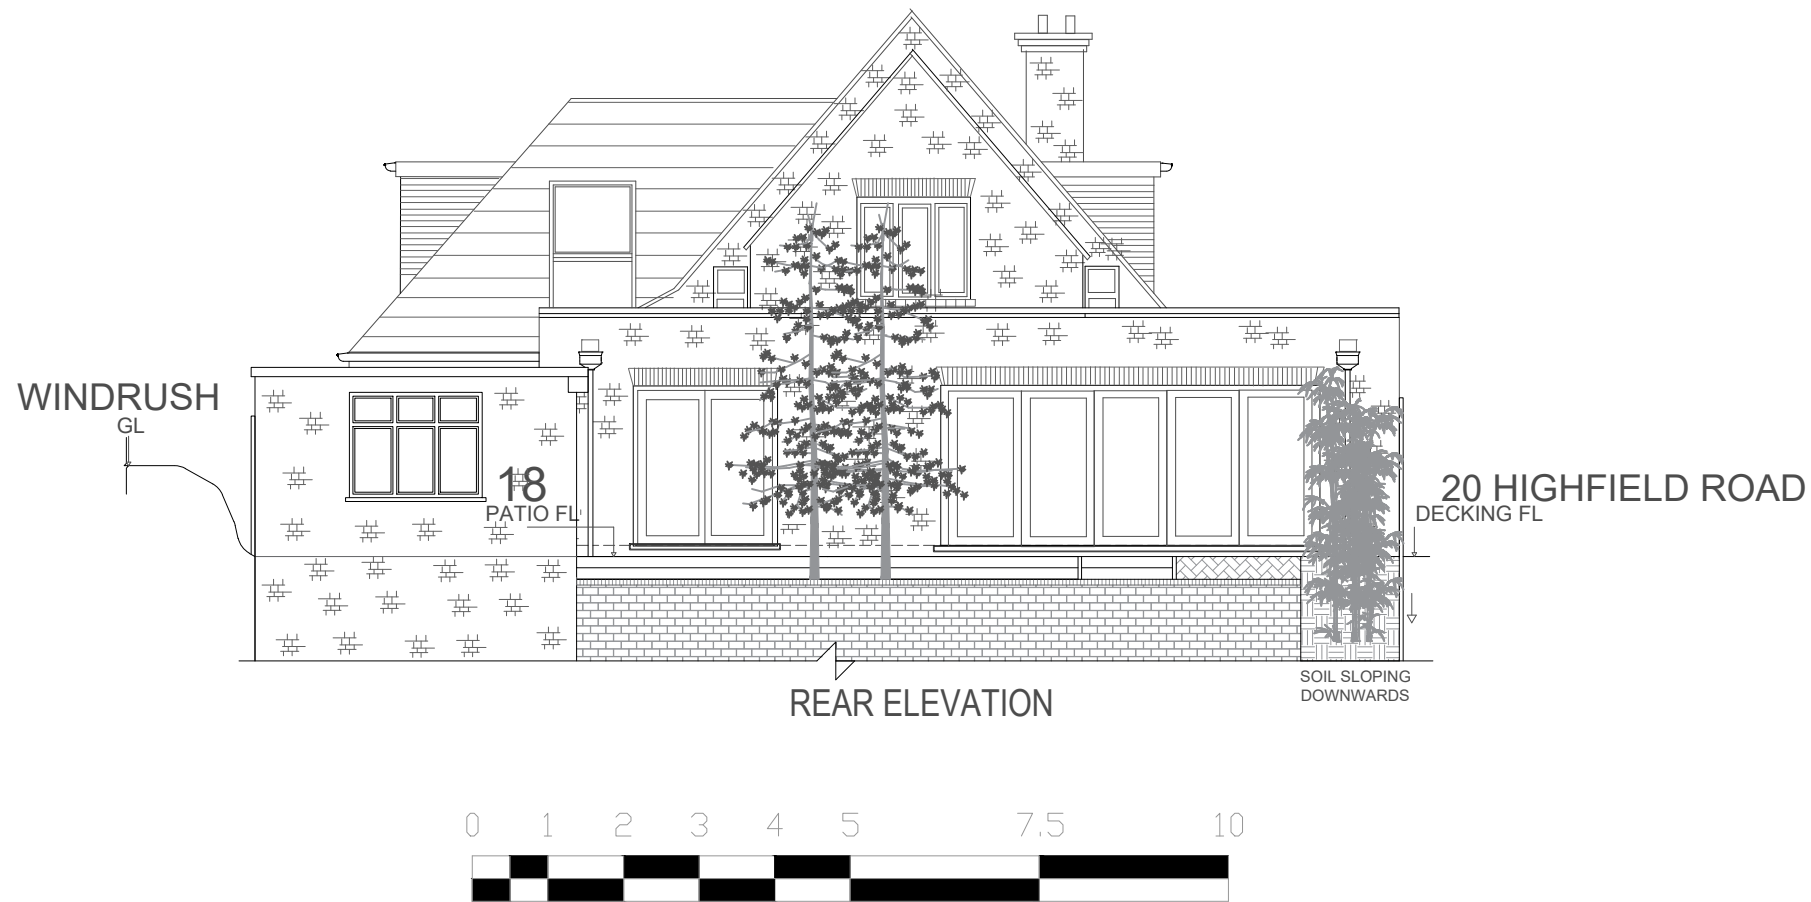 WINDRUSH
GL
18
PATIO FL
20 HIGHFIELD ROAD
DECKING FL
SOIL SLOPING
DOWNWARDS
REAR ELEVATION
0 1 2 3 4 5 7.5 10